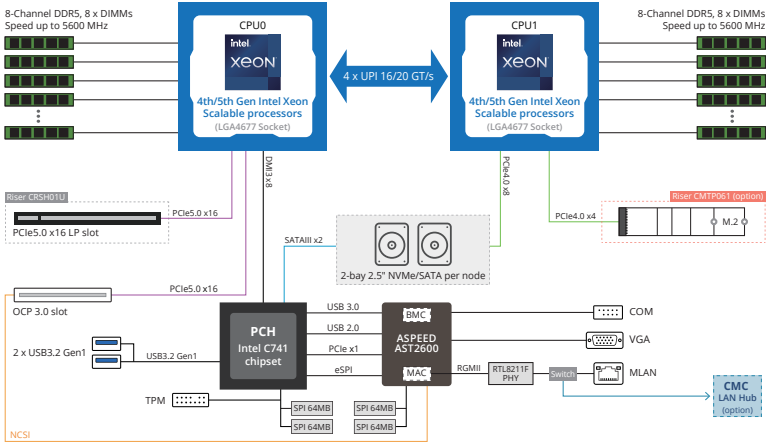 8-Channel DDR5, 8 x DIMMs
Speed up to 5600 MHz
CPU0
intel.
xeon
4th/5th Gen Intel Xeon
Scalable processors
(LGA4677 Socket)
4 x UPI 16/20 GT/s
CPU1
intel.
xeon
4th/5th Gen Intel Xeon
Scalable processors
(LGA4677 Socket)
8-Channel DDR5, 8 x DIMMs
Speed up to 5600 MHz
DMI3 x 8
PCIe4.0 x8
Riser CRSH01U
PCIe5.0 x16
PCIe5.0 x16 LP slot
Riser CMTP061 (option)
PCIe4.0 x4
M.2
SATAIII x2
2-bay 2.5" NVMe/SATA per node
PCIe5.0 x16
OCP 3.0 slot
PCH
Intel C741
chipset
USB 3.0
USB 2.0
PCIe x1
eSPI
BMC
ASPEED
AST2600
MAC
COM
VGA
2 x USB3.2 Gen1
USB3.2 Gen1
RGMII
RTL8211F
PHY
Switch
MLAN
CMC
LAN Hub
(option)
TPM
SPI 64MB
SPI 64MB
SPI 64MB
SPI 64MB
NCSI